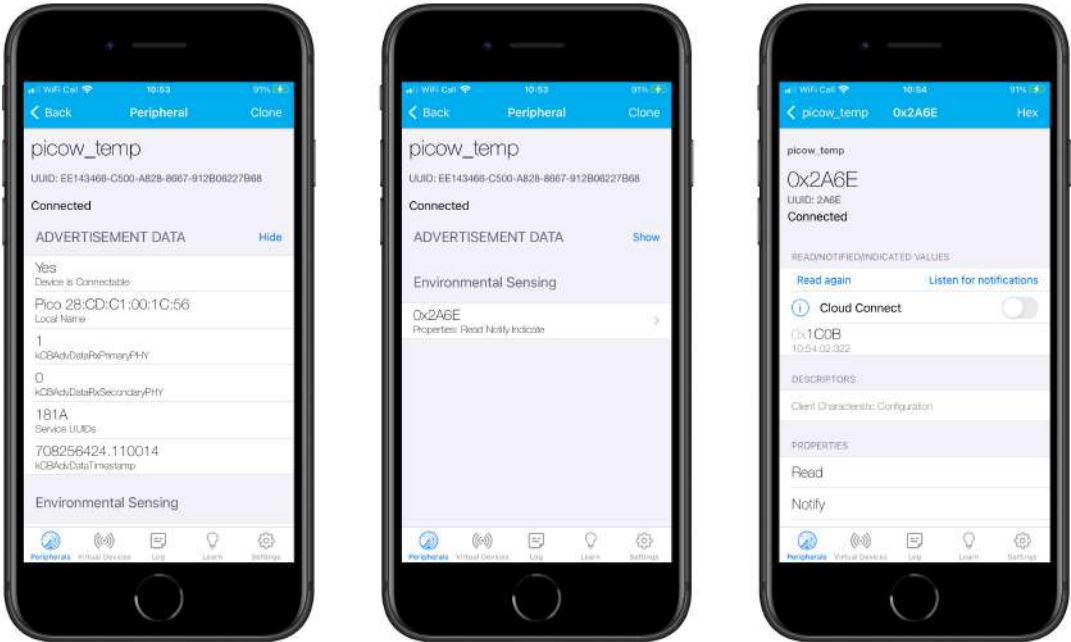 WiFi Call 10:53 91%
Back Peripheral Clone
picow_temp
UUID: EE143466-C500-A828-8667-912B06227B68
Connected
ADVERTISEMENT DATA Hide
Yes
Device is Connectable
Pico 28:CD:C1:00:1C:56
Local Name
1
kCBAdvDataRxPrimaryPHY
0
kCBAdvDataRxSecondaryPHY
181A
Service UUIDs
708256424.110014
kCBAdvDataTimestamp
Environmental Sensing
Peripherals Virtual Devices Log Learn Settings
WiFi Call 10:53 91%
Back Peripheral Clone
picow_temp
UUID: EE143466-C500-A828-8667-912B06227B68
Connected
ADVERTISEMENT DATA Show
Environmental Sensing
0x2A6E
Properties: Read Notify Indicate
Peripherals Virtual Devices Log Learn Settings
WiFi Call 10:54 91%
picow_temp 0x2A6E Hex
picow_temp
0x2A6E
UUID: 2A6E
Connected
READ/NOTIFIED/INDICATED VALUES
Read again Listen for notifications
Cloud Connect
0x1C0B
10:54:02.322
DESCRIPTORS
Client Characteristic Configuration
PROPERTIES
Read
Notify
Peripherals Virtual Devices Log Learn Settings